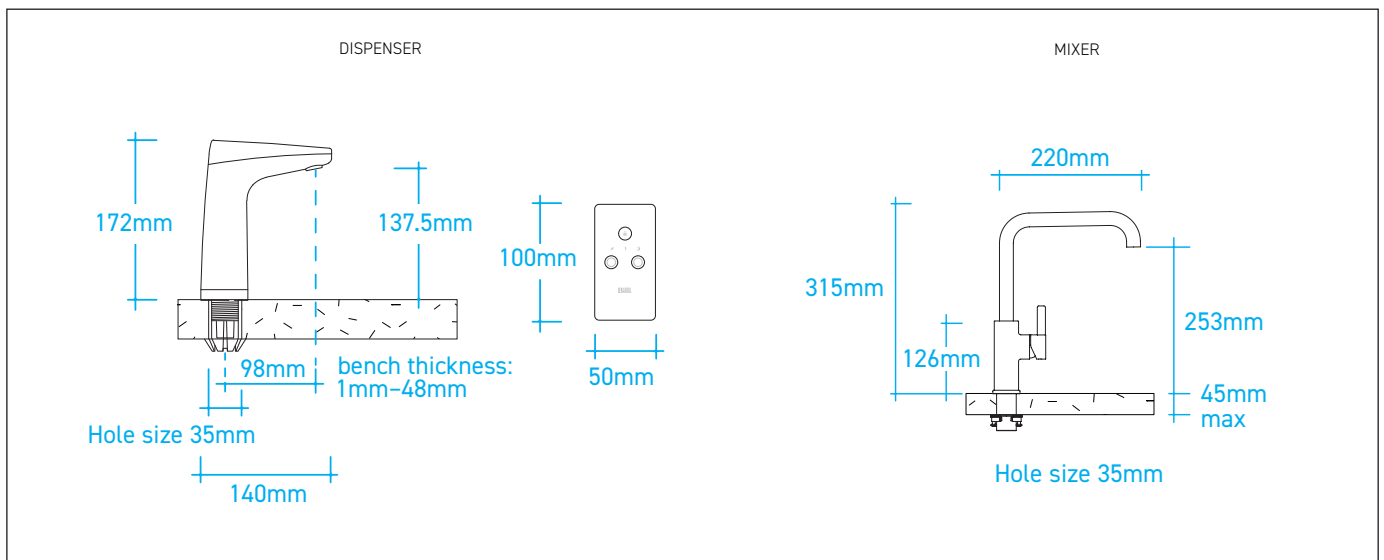 DISPENSER
MIXER
172mm
137.5mm
100mm
50mm
98mm
bench thickness:
1mm–48mm
Hole size 35mm
140mm
220mm
315mm
126mm
253mm
45mm
max
Hole size 35mm